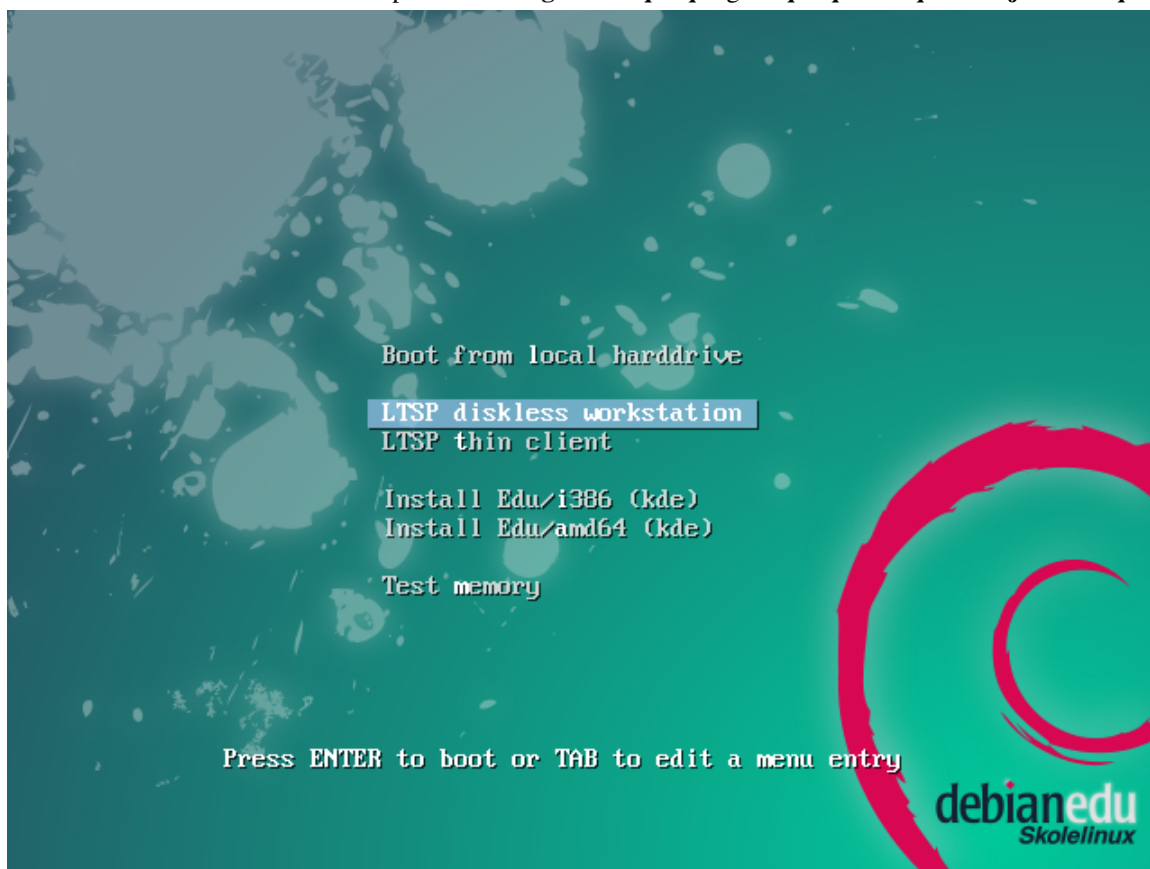 Boot from local harddrive
LTSP diskless workstation
LTSP thin client
Install Edu/i386 (kde)
Install Edu/amd64 (kde)
Test memory
Press ENTER to boot or TAB to edit a menu entry
debianedu
Skolelinux